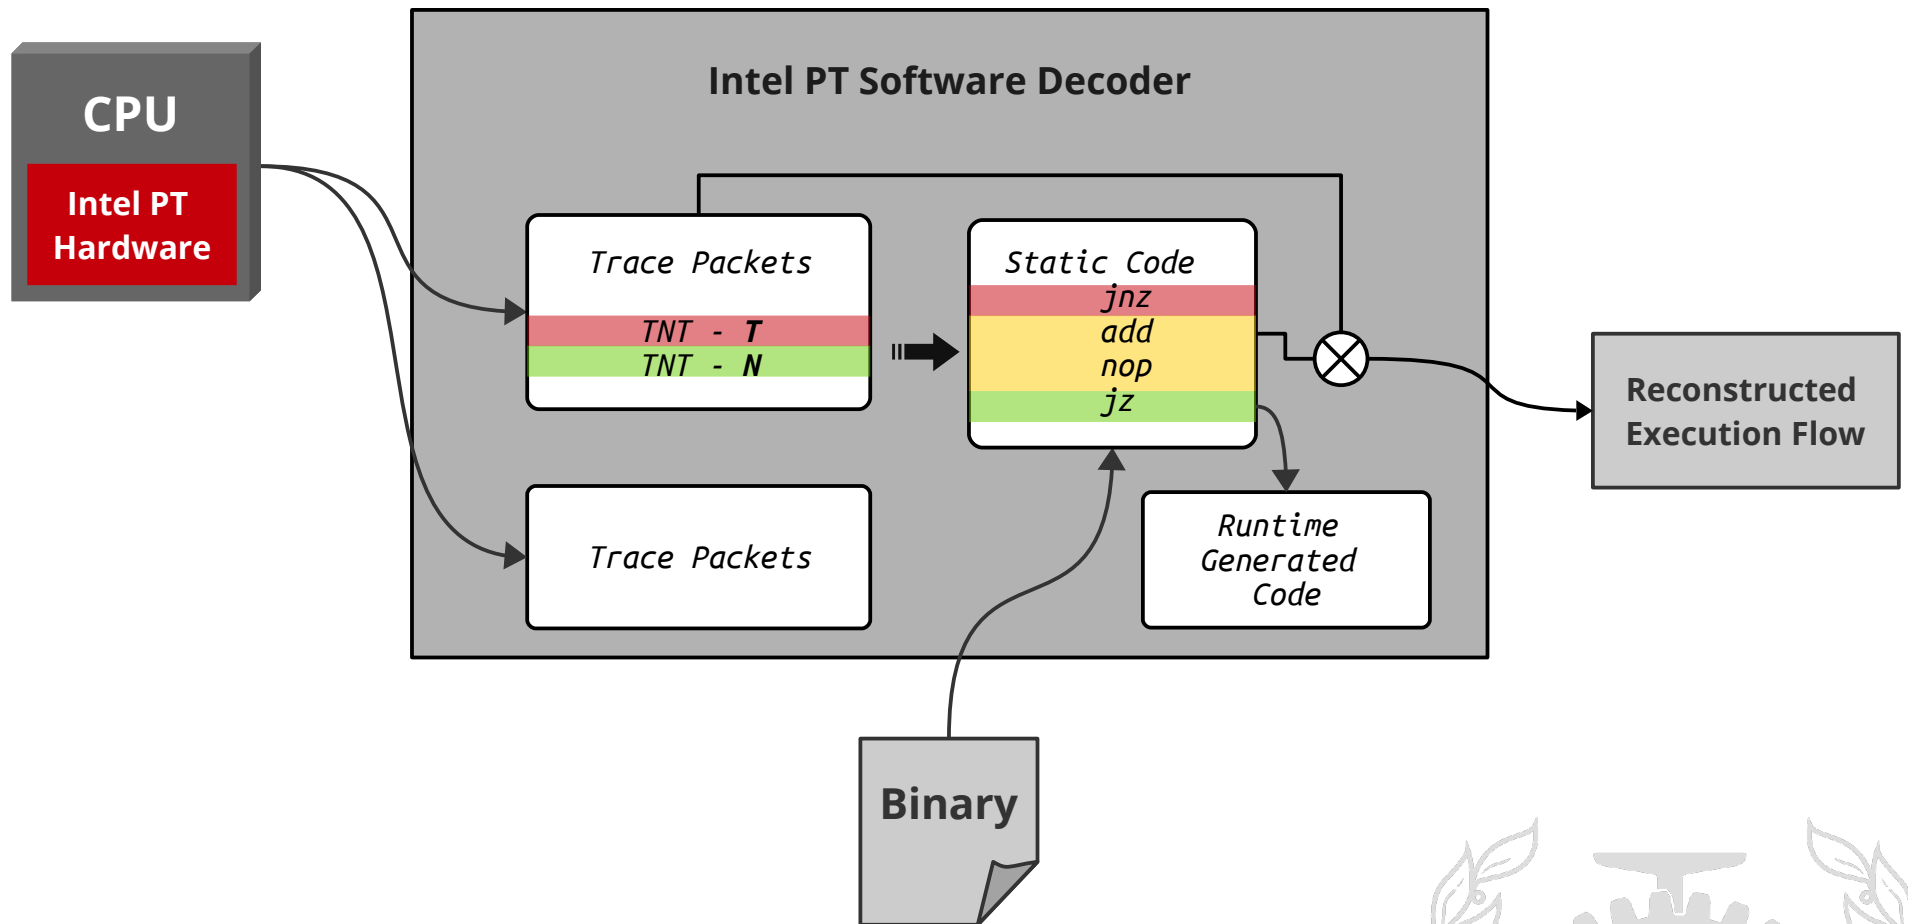 Intel PT Software Decoder
CPU
Intel PT
Hardware
Trace Packets
TNT - T
TNT - N
Static Code
jnz
add
nop
jz
Reconstructed
Execution Flow
Trace Packets
Runtime
Generated
Code
Binary